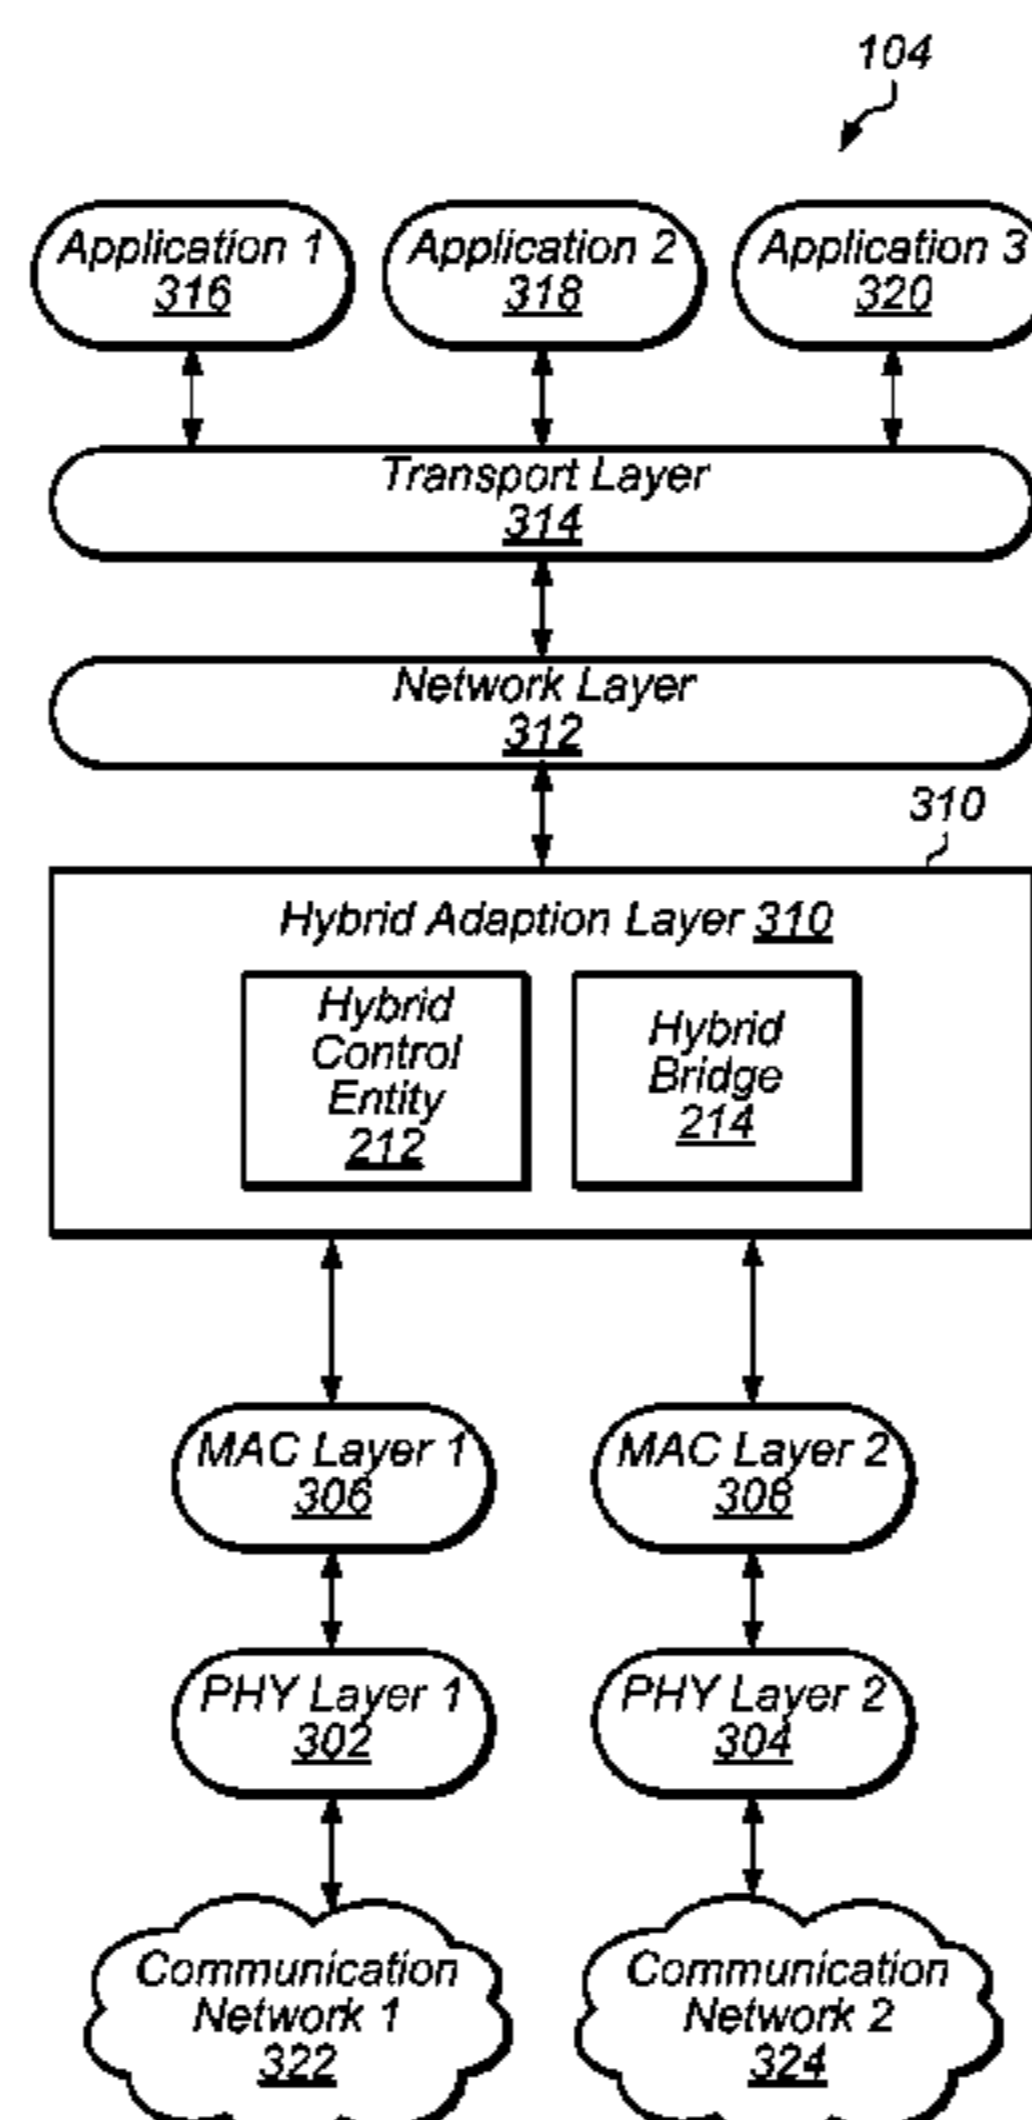 104
Application 1
316
Application 2
318
Application 3
320
Transport Layer
314
Network Layer
312
310
Hybrid Adaption Layer 310
Hybrid
Control
Entity
212
Hybrid
Bridge
214
MAC Layer 1
306
MAC Layer 2
308
PHY Layer 1
302
PHY Layer 2
304
Communication
Network 1
322
Communication
Network 2
324